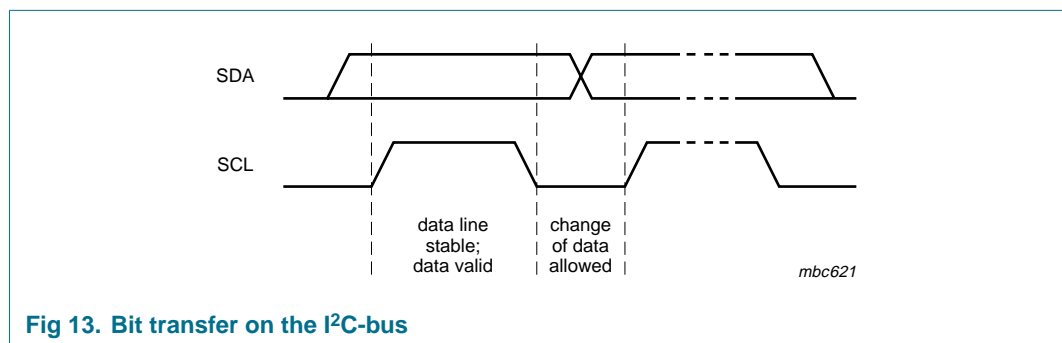 SDA
SCL
data line
stable;
data valid
change
of data
allowed
mbc621
Fig 13. Bit transfer on the I²C-bus